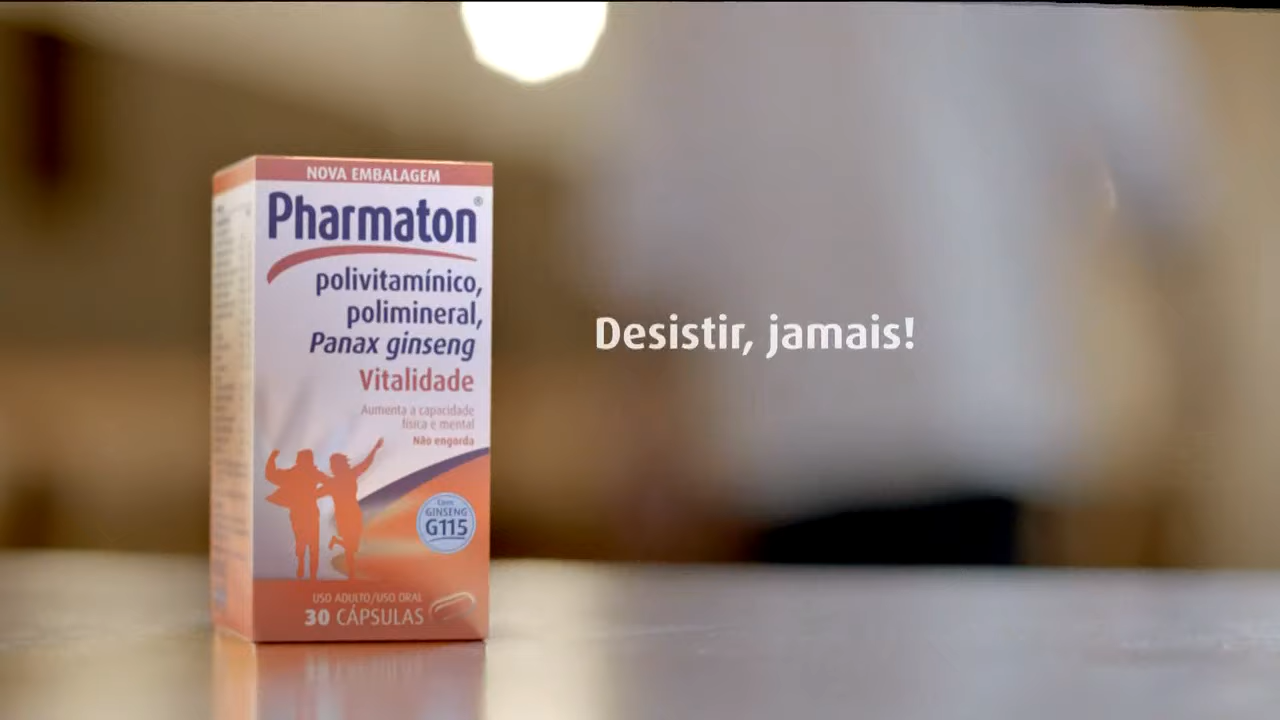 NOVA EMBALAGEM
Pharmaton®
polivitamínico,
polimineral,
Panax ginseng
Vitalidade
Aumenta a capacidade
física e mental
Não engorda
Com
GINSENG
G115
USO ADULTO/USO ORAL
30 CÁPSULAS
Desistir, jamais!